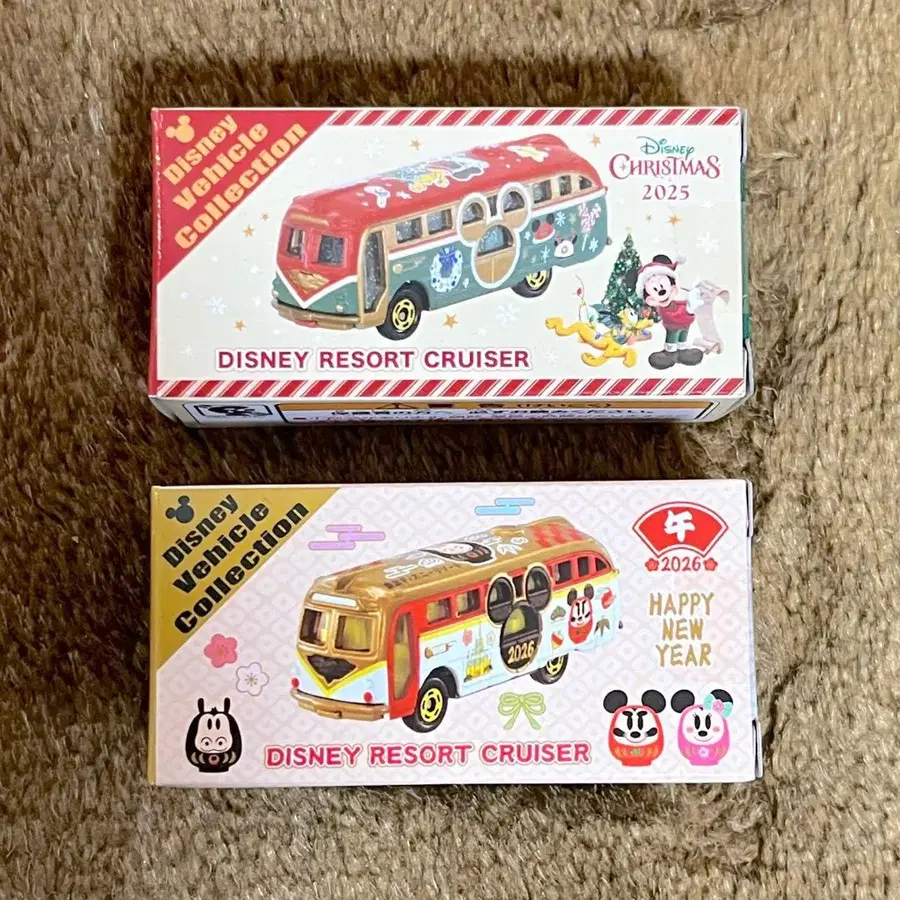 Disney
Vehicle
Collection
Disney
CHRISTMAS
2025
DISNEY RESORT CRUISER
Disney
Vehicle
Collection
午
2026
HAPPY
NEW
YEAR
2026
DISNEY RESORT CRUISER